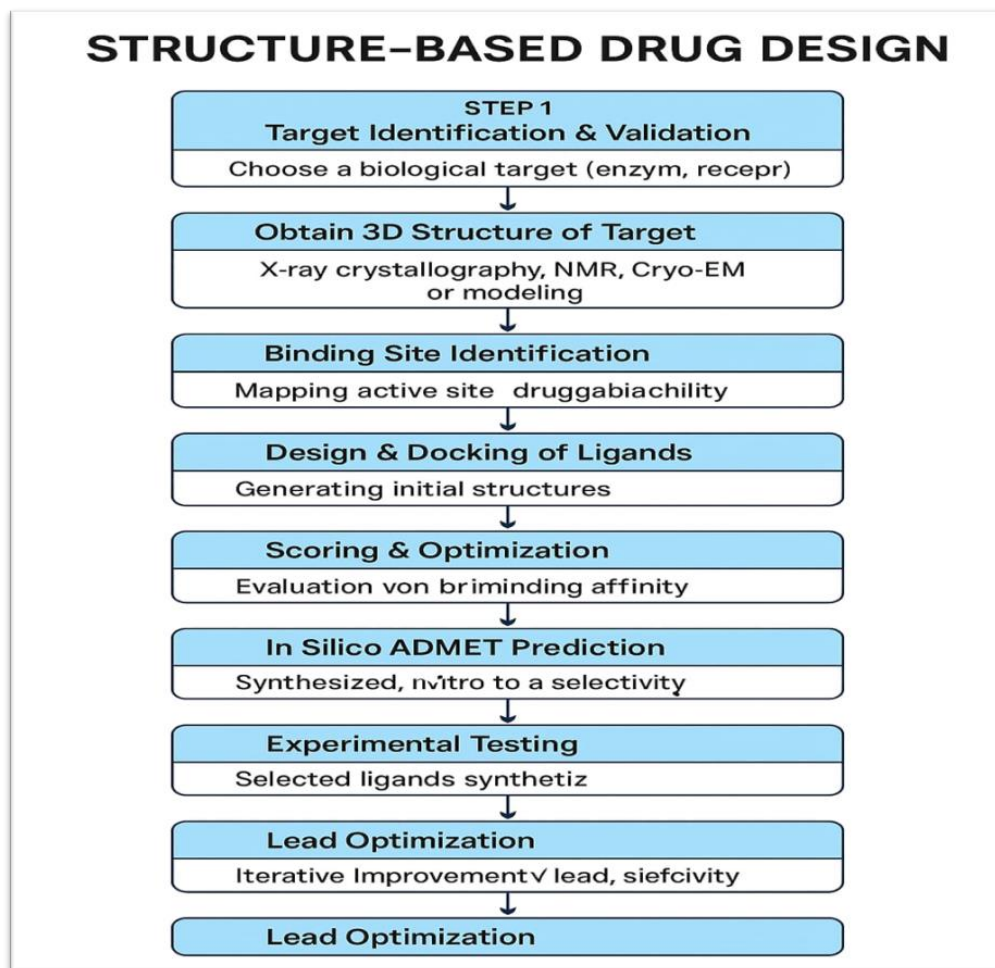 STRUCTURE-BASED DRUG DESIGN
STEP 1
Target Identification & Validation
Choose a biological target (enzym, recepr)
Obtain 3D Structure of Target
X-ray crystallography, NMR, Cryo-EM
or modeling
Binding Site Identification
Mapping active site druggabiachility
Design & Docking of Ligands
Generating initial structures
Scoring & Optimization
Evaluation von briminding affinity
In Silico ADMET Prediction
Synthesized, to a selectivity
Experimental Testing
Selected ligands synthetiz
Lead Optimization
Iterative Improvement√ lead, siefcivity
Lead Optimization